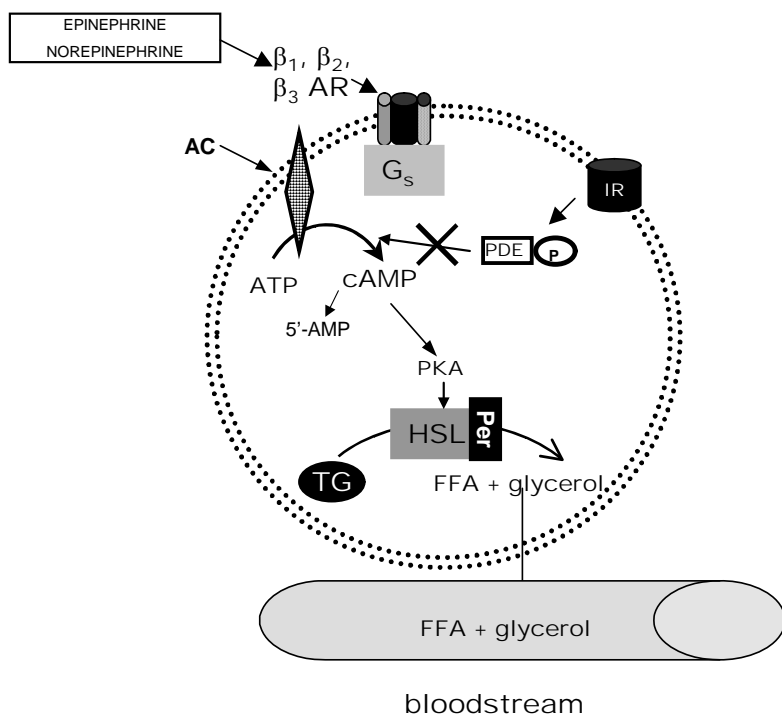 EPINEPHRINE
NOREPINEPHRINE
β1, β2,
β3 AR
AC
Gs
IR
PDE
P
ATP
cAMP
5'-AMP
PKA
HSL
Per
TG
FFA + glycerol
FFA + glycerol
bloodstream